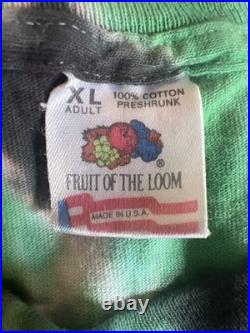 XL 100% COTTON
ADULT PRESHRUNK
®
FRUIT OF THE LOOM
MADE IN U.S.A.